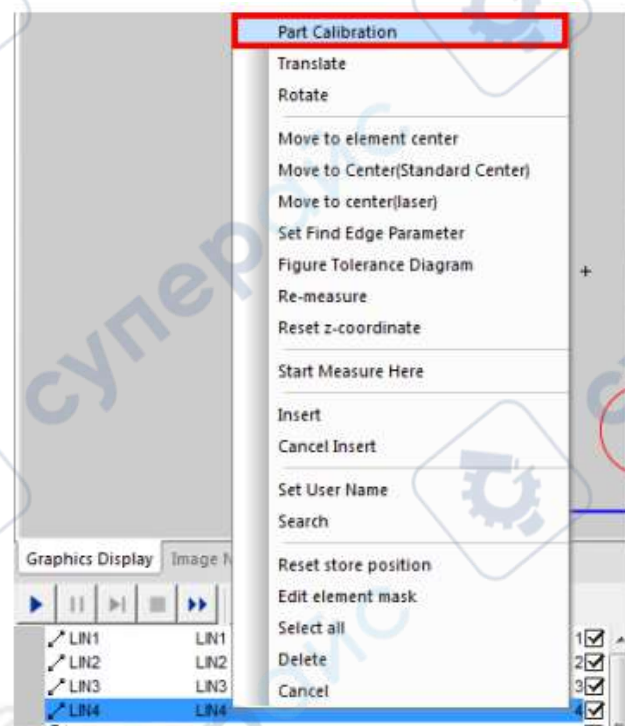 Part Calibration
Translate
Rotate
Move to element center
Move to Center(Standard Center)
Move to center(laser)
Set Find Edge Parameter
Figure Tolerance Diagram
Re-measure
Reset z-coordinate
Start Measure Here
Insert
Cancel Insert
Set User Name
Search
Reset store position
Edit element mask
Select all
Delete
Cancel
Graphics Display Image
LIN1 LIN1 1
LIN2 LIN2 2
LIN3 LIN3 3
LIN4 LIN4 4
суперайс